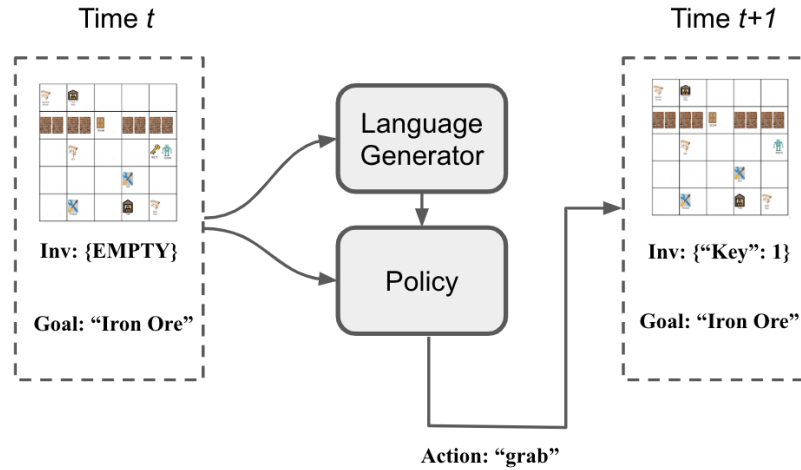 Time t
Time t+1
Language
Generator
Policy
Inv: {EMPTY}
Inv: {“Key”: 1}
Goal: “Iron Ore”
Goal: “Iron Ore”
Action: “grab”